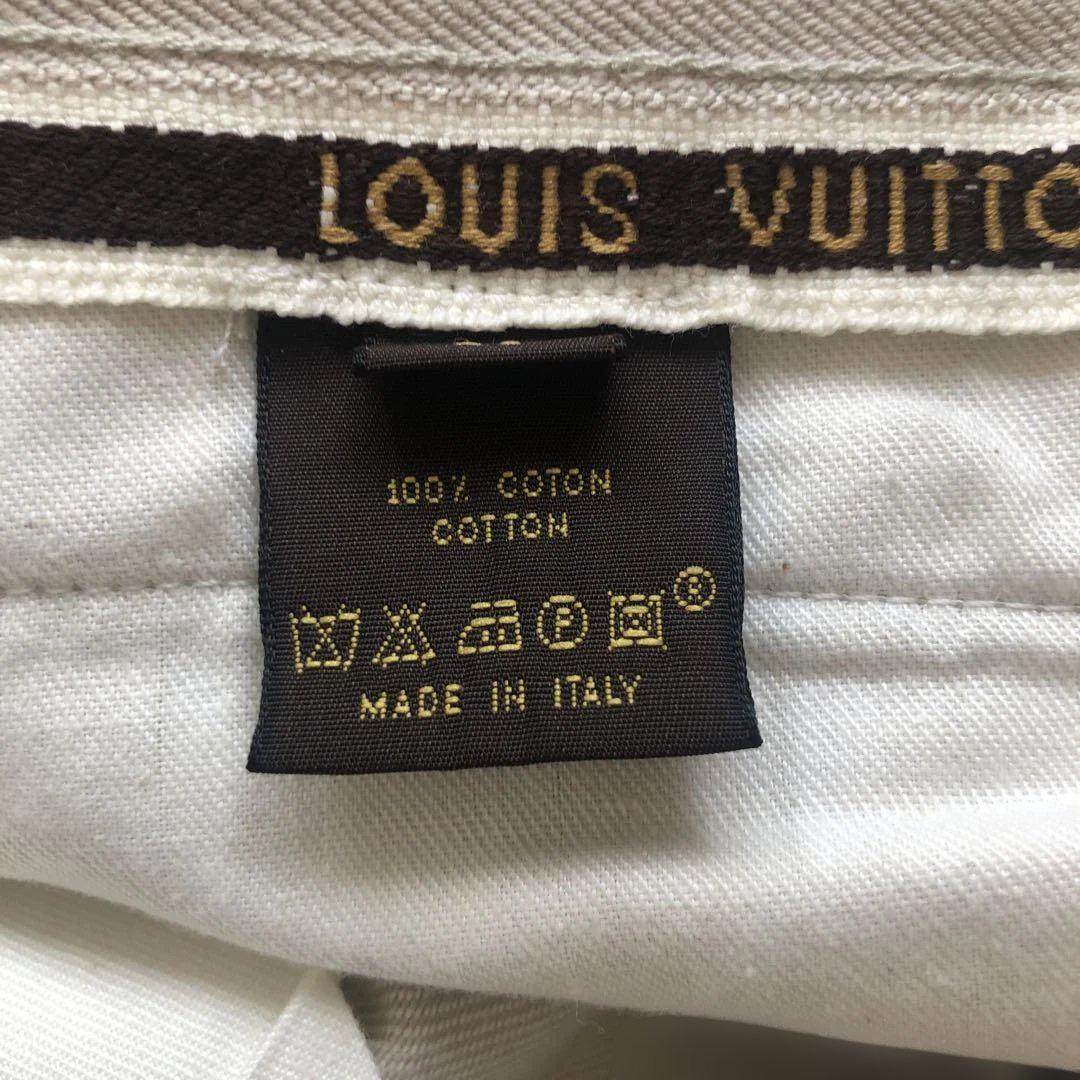 LOUIS VUITTO
100% COTON
COTTON
P
®
MADE IN ITALY